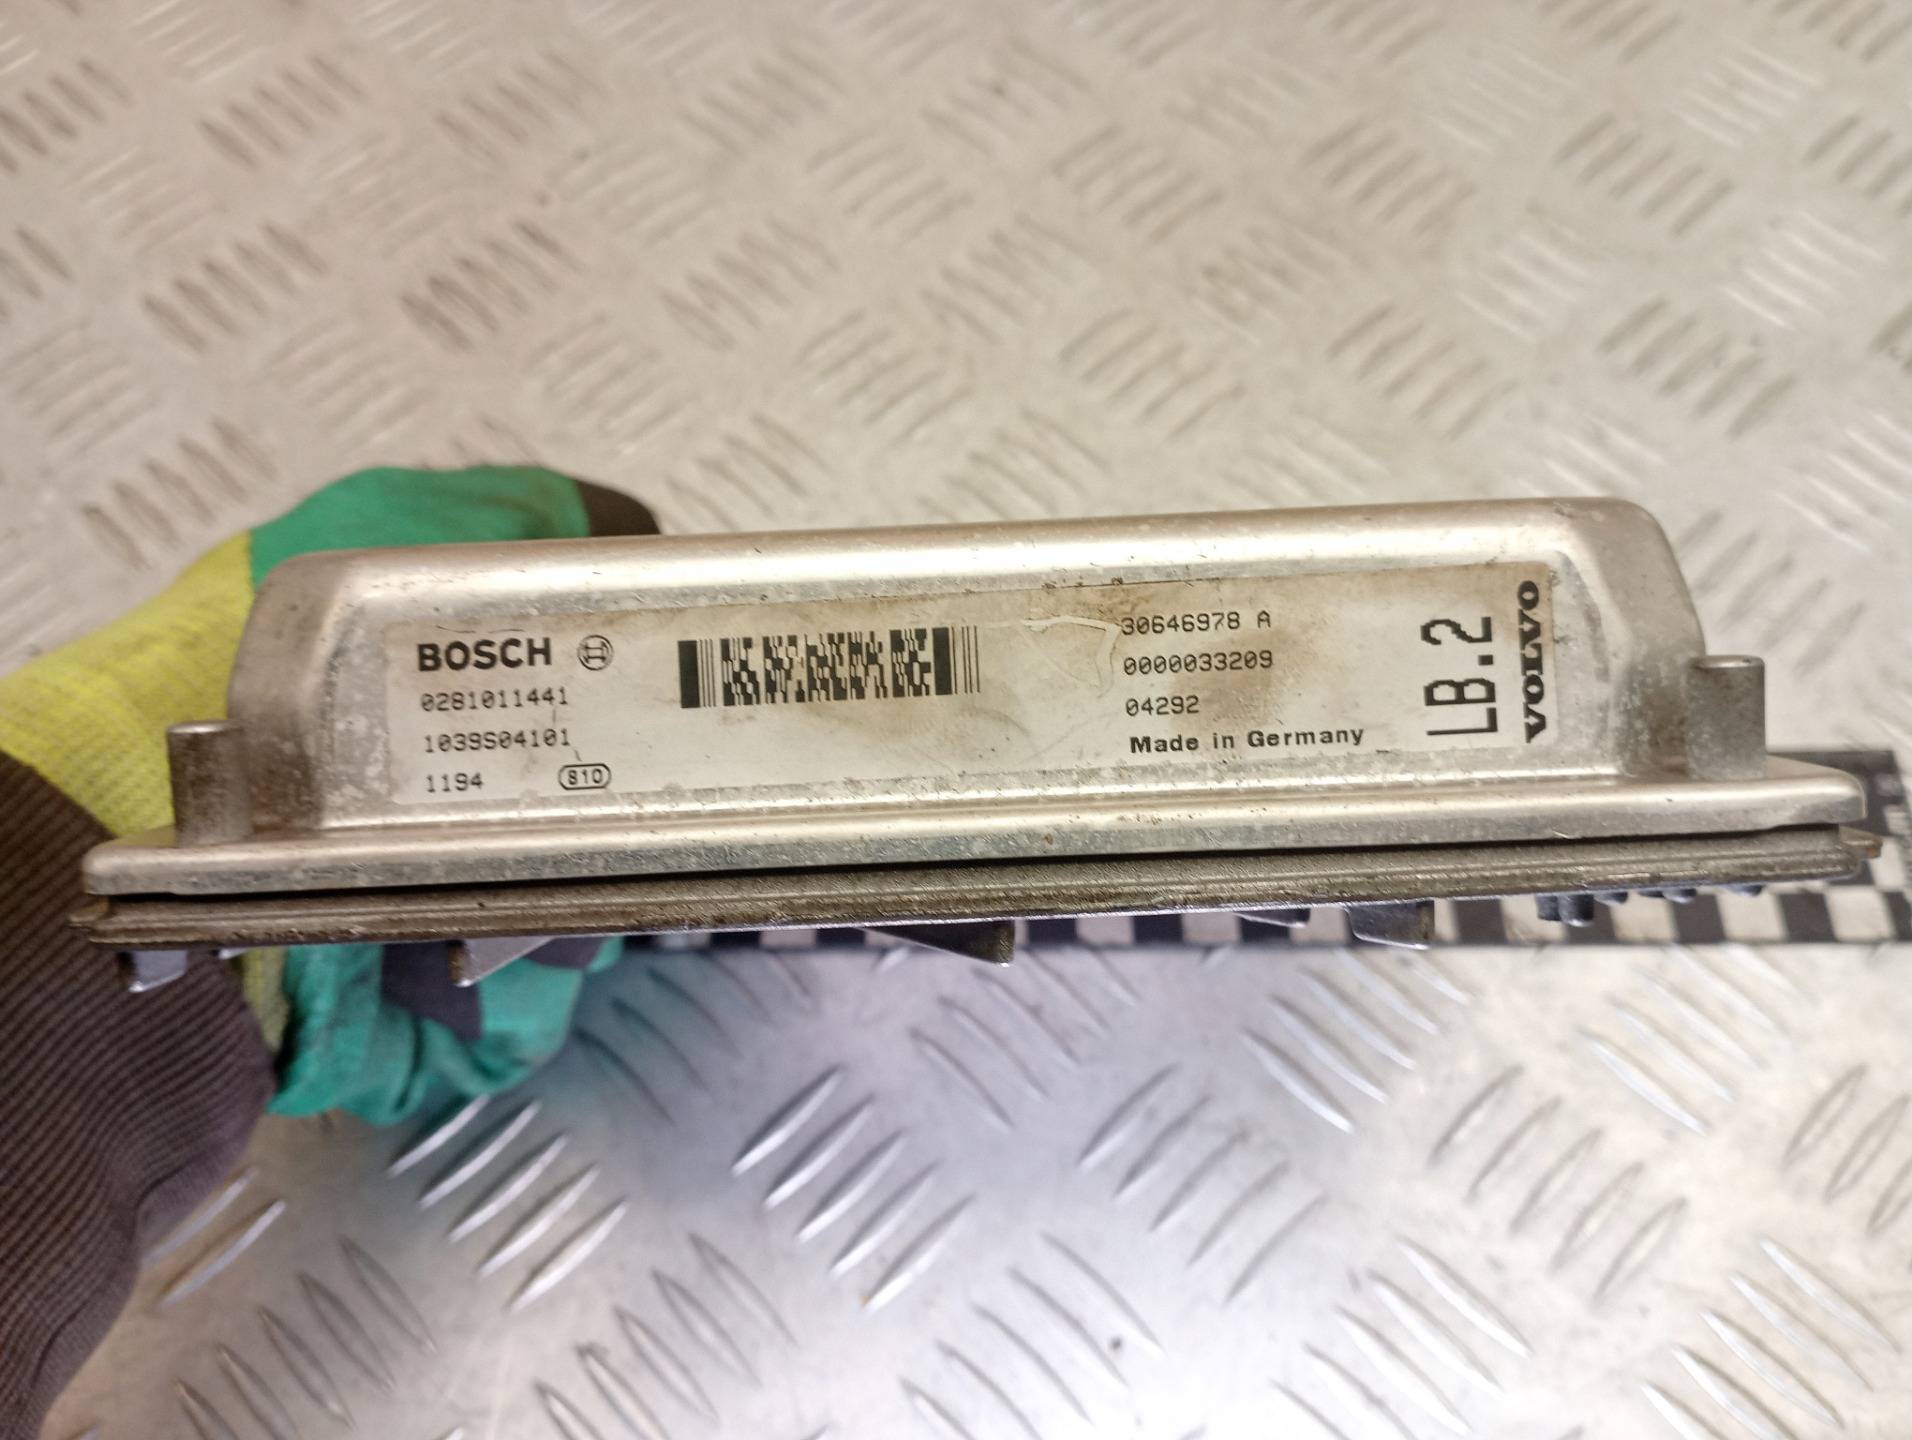 BOSCH
0281011441
1039S04101
1194 810
30646978 A
0000033209
04292
Made in Germany
LB.2
VOLVO